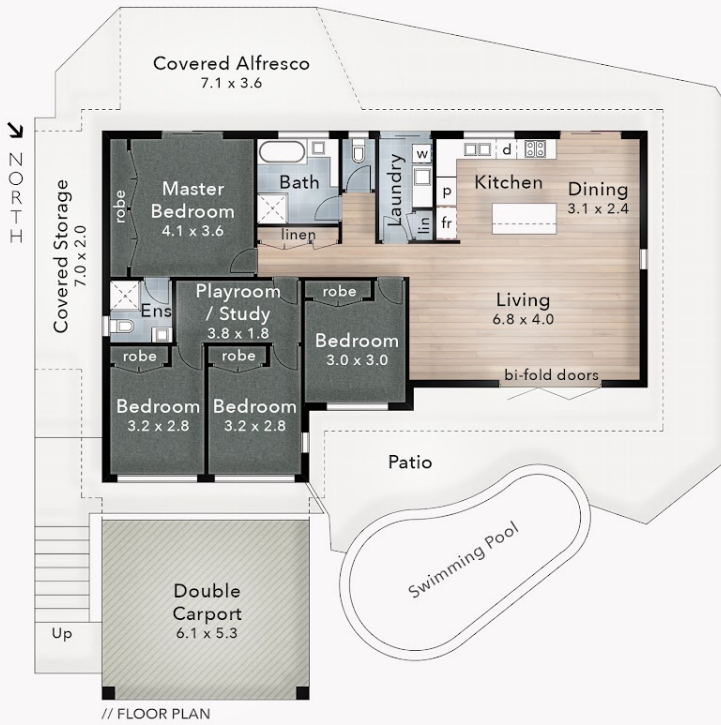 Covered Alfresco
7.1 x 3.6
NORTH
Covered Storage
7.0 x 2.0
robe
Master
Bedroom
4.1 x 3.6
Bath
linen
Laundry
w
lin
p
fr
d
Kitchen
Dining
3.1 x 2.4
Living
6.8 x 4.0
bi-fold doors
Ens
Playroom
/ Study
3.8 x 1.8
robe
Bedroom
3.0 x 3.0
robe
Bedroom
3.2 x 2.8
robe
Bedroom
3.2 x 2.8
Patio
Swimming Pool
Double
Carport
6.1 x 5.3
Up
// FLOOR PLAN